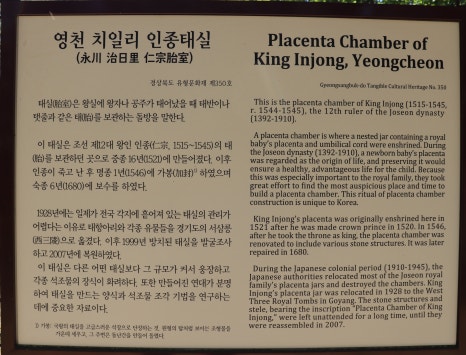 영천 치일리 인종태실
(永川 治日里 仁宗胎室)
경상북도 유형문화재 제350호
태실(胎室)은 왕실에 왕자나 공주가 태어났을 때 태반이나
탯줄과 같은 태(胎)를 보관하는 돌방을 말한다.
이 태실은 조선 제12대 왕인 인종(仁宗, 1515~1545)의 태
(胎)를 보관하던 곳으로 중종 16년(1521)에 만들어졌다. 이후
인종이 죽고 난 후 명종 1년(1546)에 가봉(加封)¹⁾ 하였으며
숙종 6년(1680)에 보수를 하였다.
1928년에는 일제가 전국 각지에 흩어져 있는 태실의 관리가
어렵다는 이유로 태항아리와 각종 유물들을 경기도의 서삼릉
(西三陵)으로 옮겼다. 이후 1999년 방치된 태실을 발굴조사
하고 2007년에 복원하였다.
이 태실은 다른 어떤 태실보다 그 규모가 커서 웅장하고
각종 석조물의 장식이 화려하다. 또한 만들어진 연대가 분명
하여 태실을 만드는 양식과 석조물 조각 기법을 연구하는
데에 중요한 자료이다.
Placenta Chamber of
King Injong, Yeongcheon
Gyeongsangbuk-do Tangible Cultural Heritage No. 350
This is the placenta chamber of King Injong (1515-1545,
r. 1544-1545), the 12th ruler of the Joseon dynasty
(1392-1910).
A placenta chamber is where a nested jar containing a royal
baby's placenta and umbilical cord were enshrined. During
the Joseon dynasty (1392-1910), a newborn baby's placenta
was regarded as the origin of life, and preserving it would
ensure a healthy, advantageous life for the child. Because
this was especially important to the royal family, they took
great effort to find the most auspicious place and time to
build a placenta chamber. This ritual of placenta chamber
construction is unique to Korea.
King Injong's placenta was originally enshrined here in
1521 after he was made crown prince in 1520. In 1546,
after he took the throne as king, the placenta chamber was
renovated to include various stone structures. It was later
repaired in 1680.
During the Japanese colonial period (1910-1945), the
Japanese authorities relocated most of the Joseon royal
family's placenta jars and destroyed the chambers. King
Injong's placenta jar was relocated in 1928 to the West
Three Royal Tombs in Goyang. The stone structures and
stele, bearing the inscription "Placenta Chamber of King
Injong," were left unattended for a long time, until they
were reassembled in 2007.